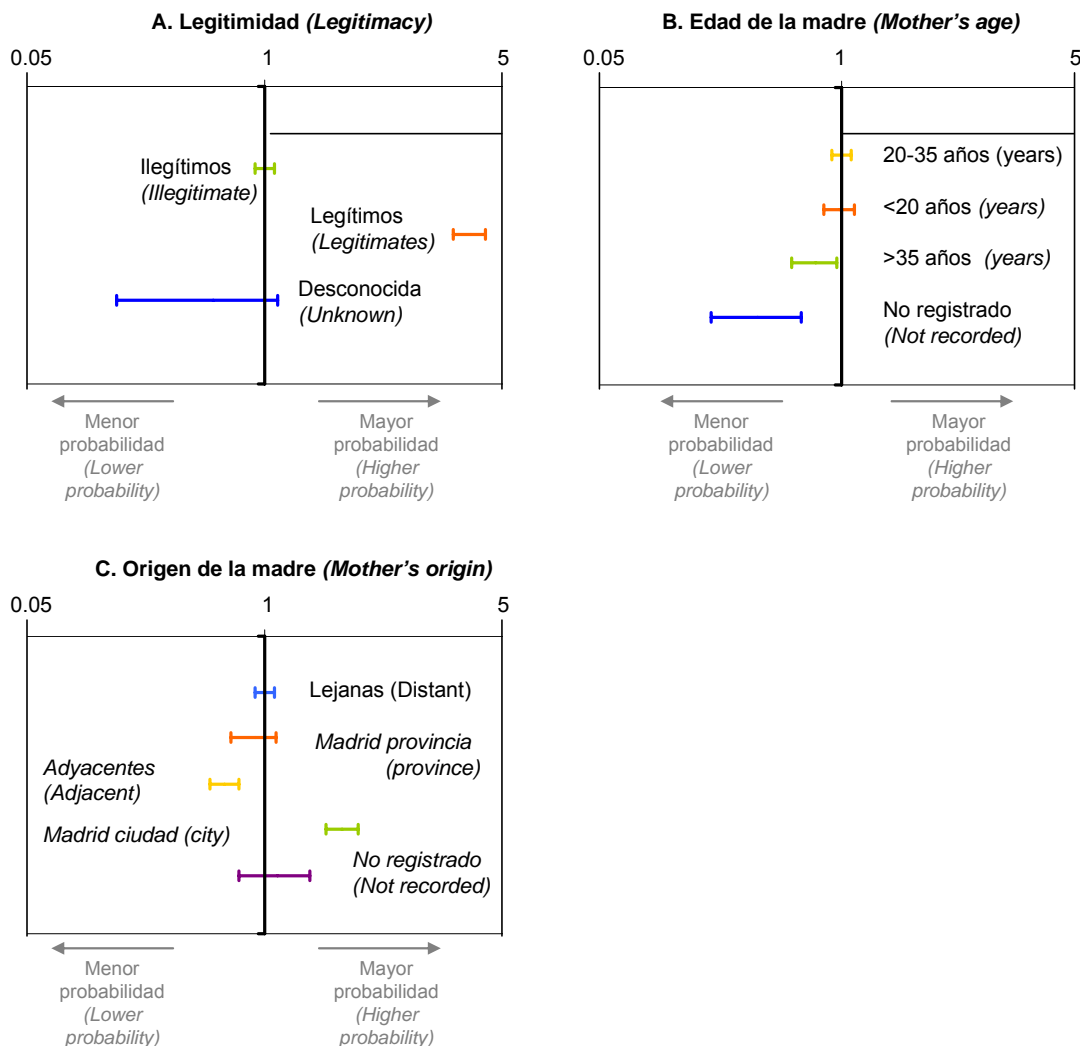 A. Legitimidad (Legitimacy)
0.05 1 5
Ilegítimos
(Illegitimate)
Legítimos
(Legitimates)
Desconocida
(Unknown)
Menor
probabilidad
(Lower
probability)
Mayor
probabilidad
(Higher
probability)
B. Edad de la madre (Mother's age)
0.05 1 5
20-35 años (years)
<20 años (years)
>35 años (years)
No registrado
(Not recorded)
Menor
probabilidad
(Lower
probability)
Mayor
probabilidad
(Higher
probability)
C. Origen de la madre (Mother's origin)
0.05 1 5
Lejanas (Distant)
Madrid provincia
(province)
Adyacentes
(Adjacent)
Madrid ciudad (city)
No registrado
(Not recorded)
Menor
probabilidad
(Lower
probability)
Mayor
probabilidad
(Higher
probability)